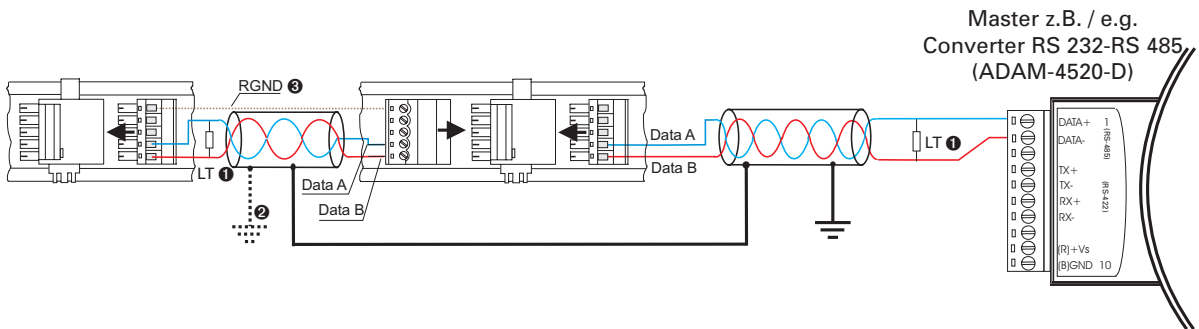 Master z.B. / e.g.
Converter RS 232-RS 485
(ADAM-4520-D)
RGND ❸
LT ❶
❷
Data A
Data B
Data A
Data B
LT ❶
DATA+ 1
DATA-
(RS-485)
TX+
TX-
RX+
RX-
(RS-422)
(R)+Vs
(B)GND 10